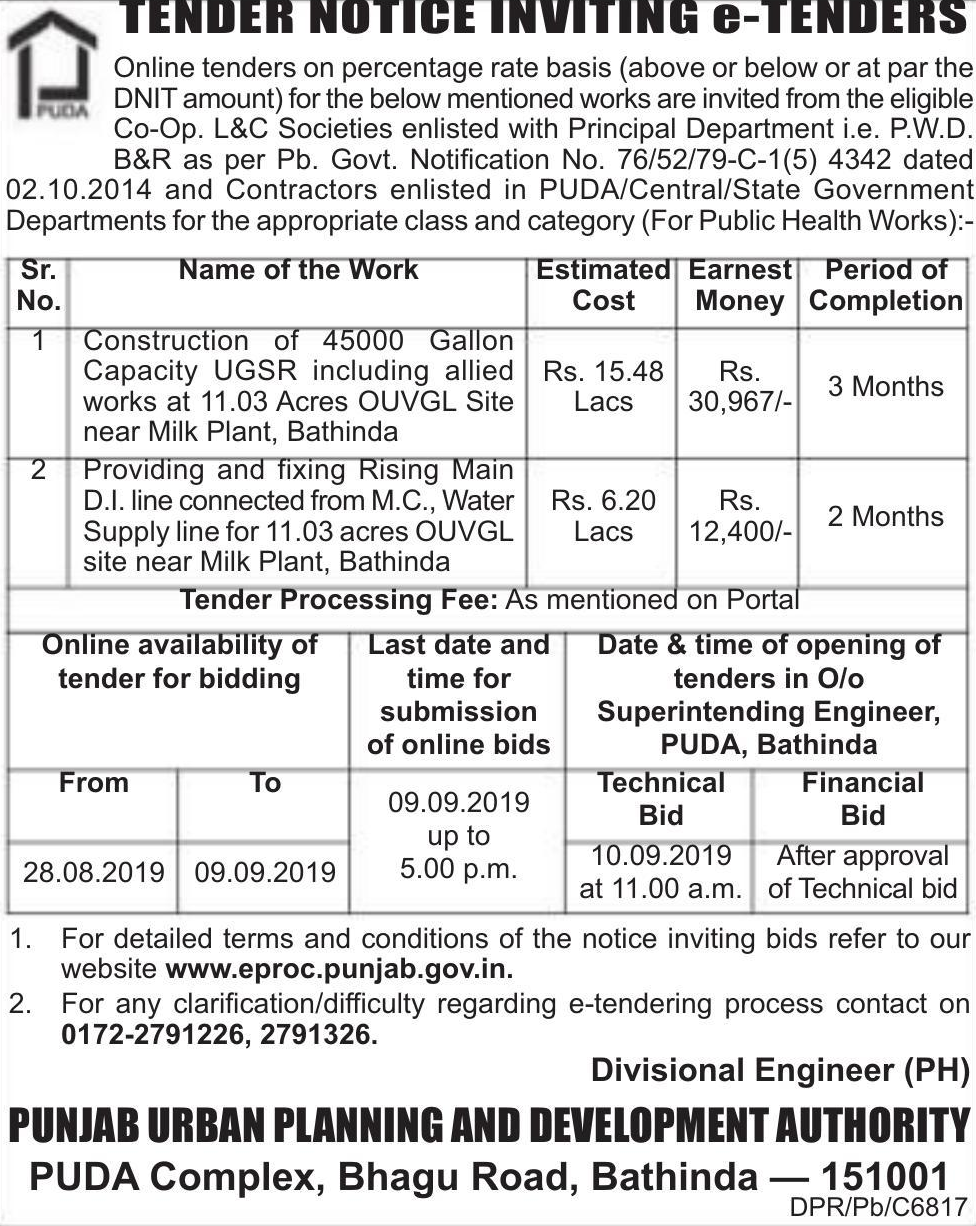 TENDER NOTICE INVITING e-TENDERS
PUDA
Online tenders on percentage rate basis (above or below or at par the
DNIT amount) for the below mentioned works are invited from the eligible
Co-Op. L&C Societies enlisted with Principal Department i.e. P.W.D.
B&R as per Pb. Govt. Notification No. 76/52/79-C-1(5) 4342 dated
02.10.2014 and Contractors enlisted in PUDA/Central/State Government
Departments for the appropriate class and category (For Public Health Works):-
Sr. No. Name of the Work Estimated Cost Earnest Money Period of Completion
1 Construction of 45000 Gallon
Capacity UGSR including allied
works at 11.03 Acres OUVGL Site
near Milk Plant, Bathinda
Rs. 15.48
Lacs
Rs.
30,967/-
3 Months
2 Providing and fixing Rising Main
D.I. line connected from M.C., Water
Supply line for 11.03 acres OUVGL
site near Milk Plant, Bathinda
Rs. 6.20
Lacs
Rs.
12,400/-
2 Months
Tender Processing Fee: As mentioned on Portal
Online availability of
tender for bidding
Last date and
time for
submission
of online bids
Date & time of opening of
tenders in O/o
Superintending Engineer,
PUDA, Bathinda
From To
09.09.2019
up to
5.00 p.m.
Technical
Bid
Financial
Bid
28.08.2019 09.09.2019
10.09.2019
at 11.00 a.m.
After approval
of Technical bid
1. For detailed terms and conditions of the notice inviting bids refer to our
website www.eproc.punjab.gov.in.
2. For any clarification/difficulty regarding e-tendering process contact on
0172-2791226, 2791326.
Divisional Engineer (PH)
PUNJAB URBAN PLANNING AND DEVELOPMENT AUTHORITY
PUDA Complex, Bhagu Road, Bathinda — 151001
DPR/Pb/C6817